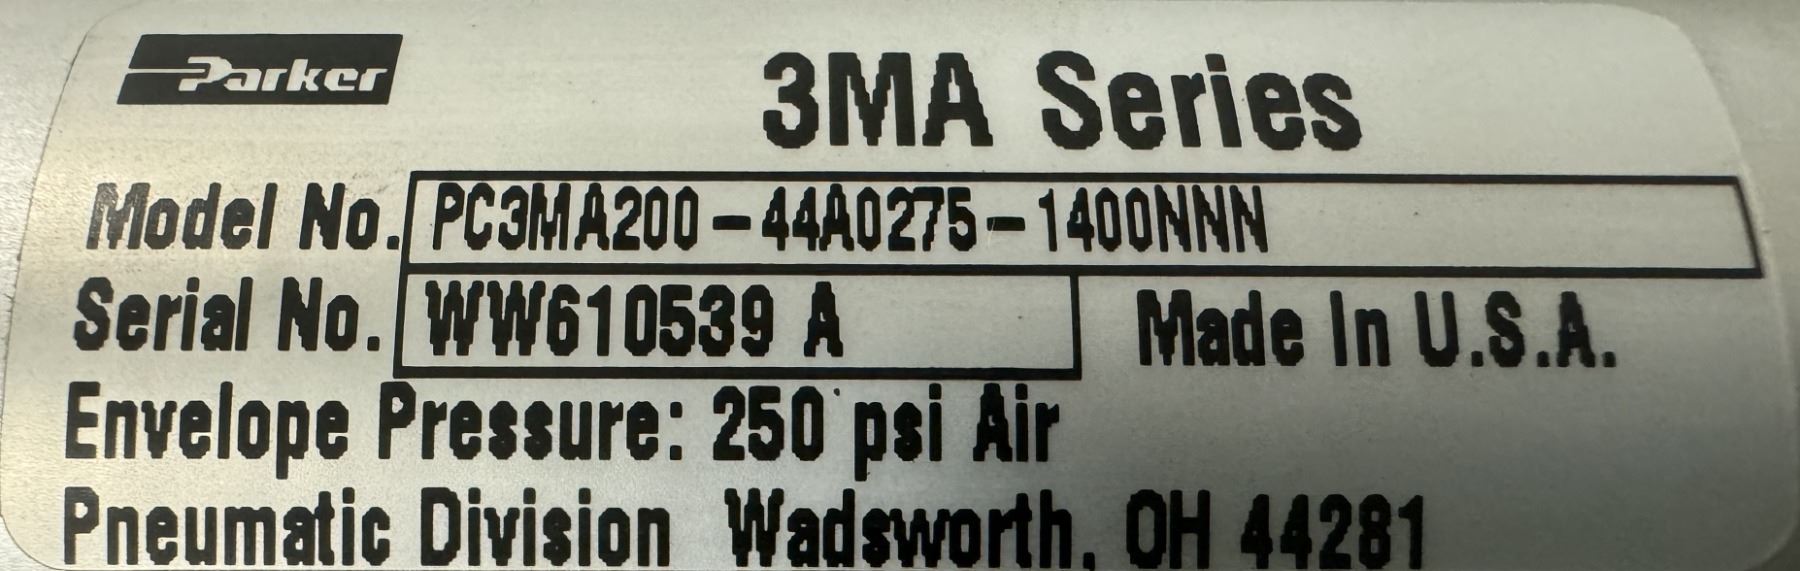 Parker
3MA Series
Model No. PC3MA200-44A0275-1400NNN
Serial No. WW610539 A Made In U.S.A.
Envelope Pressure: 250 psi Air
Pneumatic Division Wadsworth, OH 44281